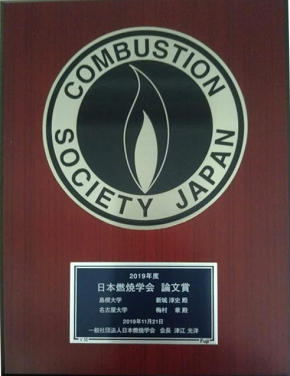 COMBUSTION
SOCIETY JAPAN
2019年度
日本燃焼学会 論文賞
島根大学 新城 淳史 殿
名古屋大学 梅村 章 殿
2019年11月21日
一般社団法人日本燃焼学会 会長 津江 光洋